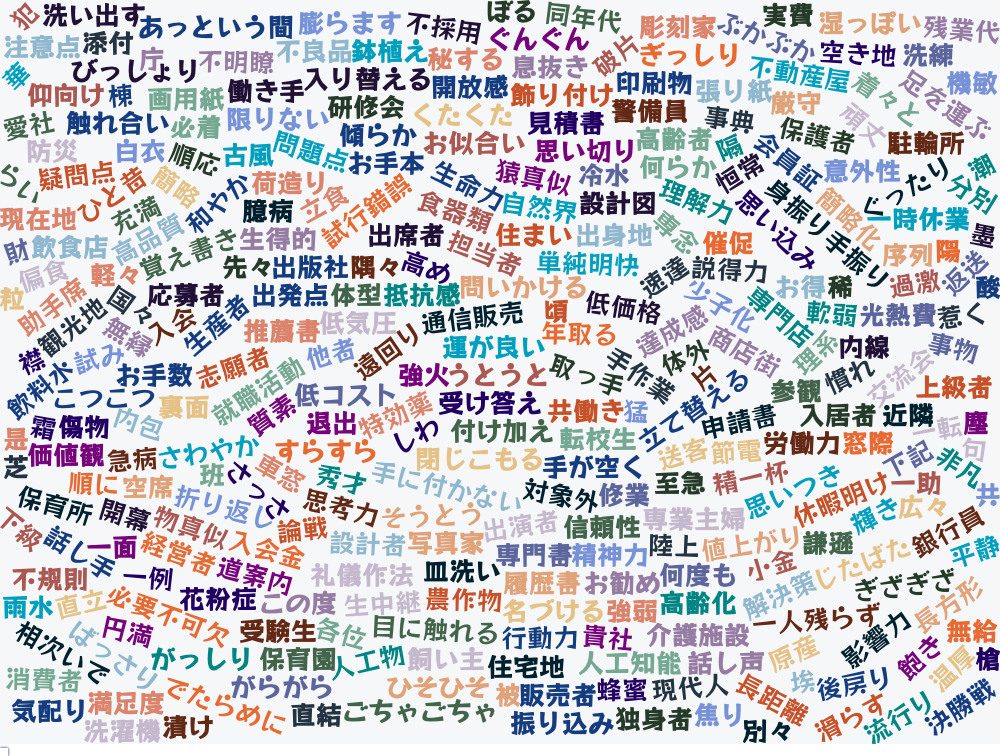 犯
洗い出す
あっという間
膨らます
不採用
ぼる
同年代
彫刻家
ぶかぶか
実費
湿っぽい
残業代
注意点
添付
庁
不明瞭
不良品
鉢植え
秘する
ぐんぐん
破片
ぎっしり
空き地
洗練
華
びっしょり
働き手
入り替える
開放感
息抜き
印刷物
張り紙
不動産屋
着々と
足を運ぶ
機敏
仰向け
棟
画用紙
限りない
研修会
くたくた
飾り付け
警備員
厳守
頑丈
愛社
触れ合い
必着
傾らか
お似合い
見積書
高齢者
事典
保護者
駐輪所
防災
白衣
順応
古風
問題点
お手本
生命力
猿真似
思い切り
冷水
何らか
隔
恒常
会員証
意外性
ぐったり
潮
分別
らい
疑問点
ひと昔
簡略
和やか
荷造り
立食
試行錯誤
食器類
自然界
設計図
理解力
思い込み
身振り手振り
簡略化
一時休業
墨
現在地
充満
臆病
財
飲食店
高品質
覚え書き
生得的
出席者
担当者
住まい
出身地
専念
催促
序列
陽
偏食
軽々
先々
出版社
隅々
高め
単純明快
速達
説得力
お得
稀
過激
返送
酸
粒
助手席
国々
応募者
出発点
体型
抵抗感
問いかける
頃
低価格
少子化
専門店
軟弱
光熱費
惹く
観光地
無縁
入会
生産者
推薦書
低気圧
遠回り
通信販売
年取る
達成感
商店街
理系
内線
事物
襟
飲料水
試み
お手数
志願者
他者
運が良い
取っ手
手作業
体外
片
参観
慣れ
交流会
上級者
こつこつ
裏面
就職活動
質素
低コスト
強火
うとうと
受け答え
共働き
猛
立て替える
申請書
入居者
近隣
転
塵
霜
傷物
内包
退出
特効薬
しわ
付け加え
転校生
送客
節電
労働力
窓際
句
是
価値観
急病
さわやか
すらすら
閉じこもる
手が空く
至急
精一杯
思いつき
下記
非凡
芝
順に
空席
班
さっさ
車窓
秀才
手に付かない
対象外
修業
休暇明け
一助
共
保育所
開幕
折り返し
思考力
そうとう
出演者
信頼性
専業主婦
輝き
広々
下級
話し手
物真似
入会金
論戦
設計者
写真家
専門書
精神力
陸上
値上がり
謙遜
じたばた
銀行員
一面
経営者
道案内
不規則
一例
礼儀作法
皿洗い
履歴書
お勧め
何度も
小金
解決策
ぎざぎざ
平静
雨水
直立
必要不可欠
花粉症
この度
生中継
農作物
名づける
強弱
高齢化
一人残らず
長方形
相次いで
ばっさり
円満
受験生
各位
目に触れる
行動力
貴社
介護施設
原産
影響力
飽き
無給
消費者
がっしり
保育園
人工物
飼い主
住宅地
人工知能
話し声
埃
後戻り
温厚
槍
気配り
満足度
でたらめに
がらがら
ひそひそ
被
販売者
蜂蜜
現代人
長距離
滑らす
流行り
決勝戦
洗濯機
漬け
直結
ごちゃごちゃ
振り込み
独身者
焦り
別々